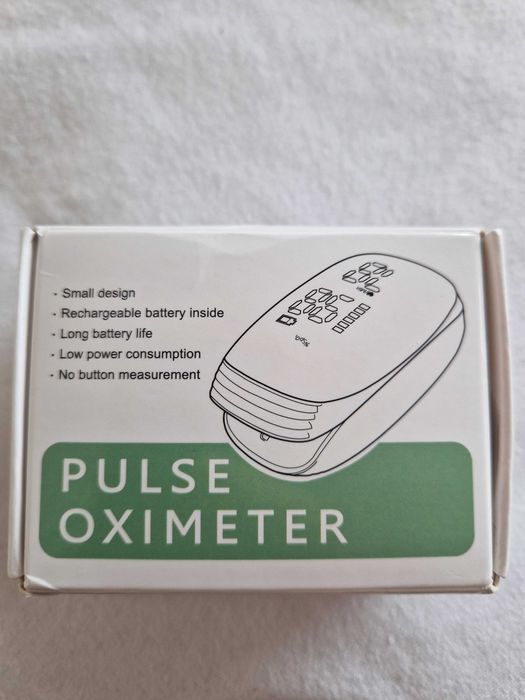 · Small design
· Rechargeable battery inside
· Long battery life
· Low power consumption
· No button measurement
PULSE
OXIMETER